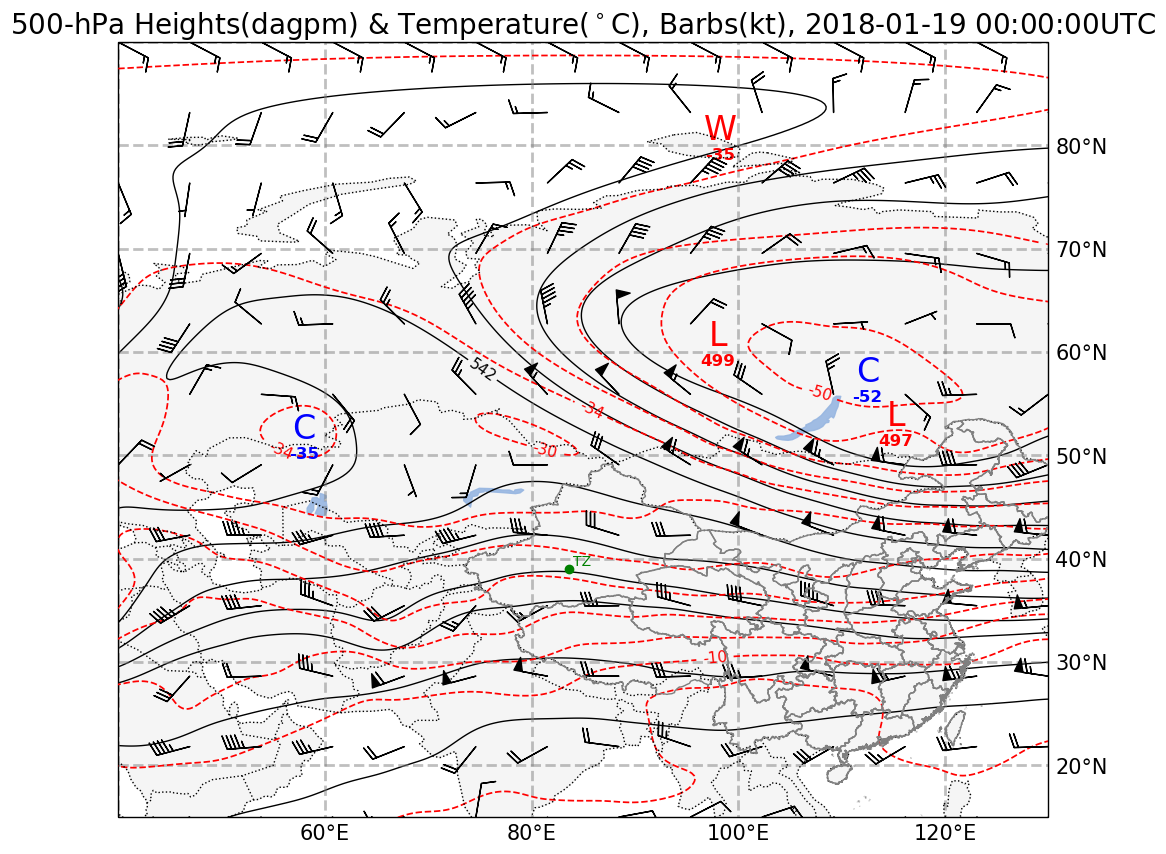 500-hPa Heights(dagpm) & Temperature(°C), Barbs(kt), 2018-01-19 00:00:00UTC
W
-35
80°N
70°N
L
499
60°N
542
C
-52
-50
-34
L
497
C
-35
-34
-30
50°N
TZ
40°N
-10
30°N
20°N
60°E
80°E
100°E
120°E